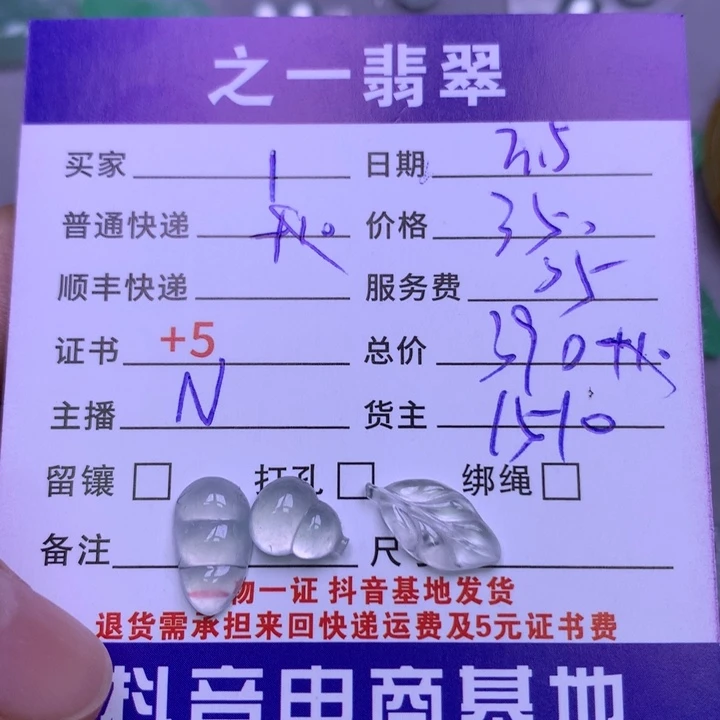 之一翡翠
买家 1 日期 21.5
普通快递 价格 350
顺丰快递 服务费 35
证书 +5 总价 390
主播 N 货主 1510
留镶 打孔 绑绳
备注 尺
物一证 抖音基地发货
退货需承担来回快递运费及5元证书费
抖音电商基地